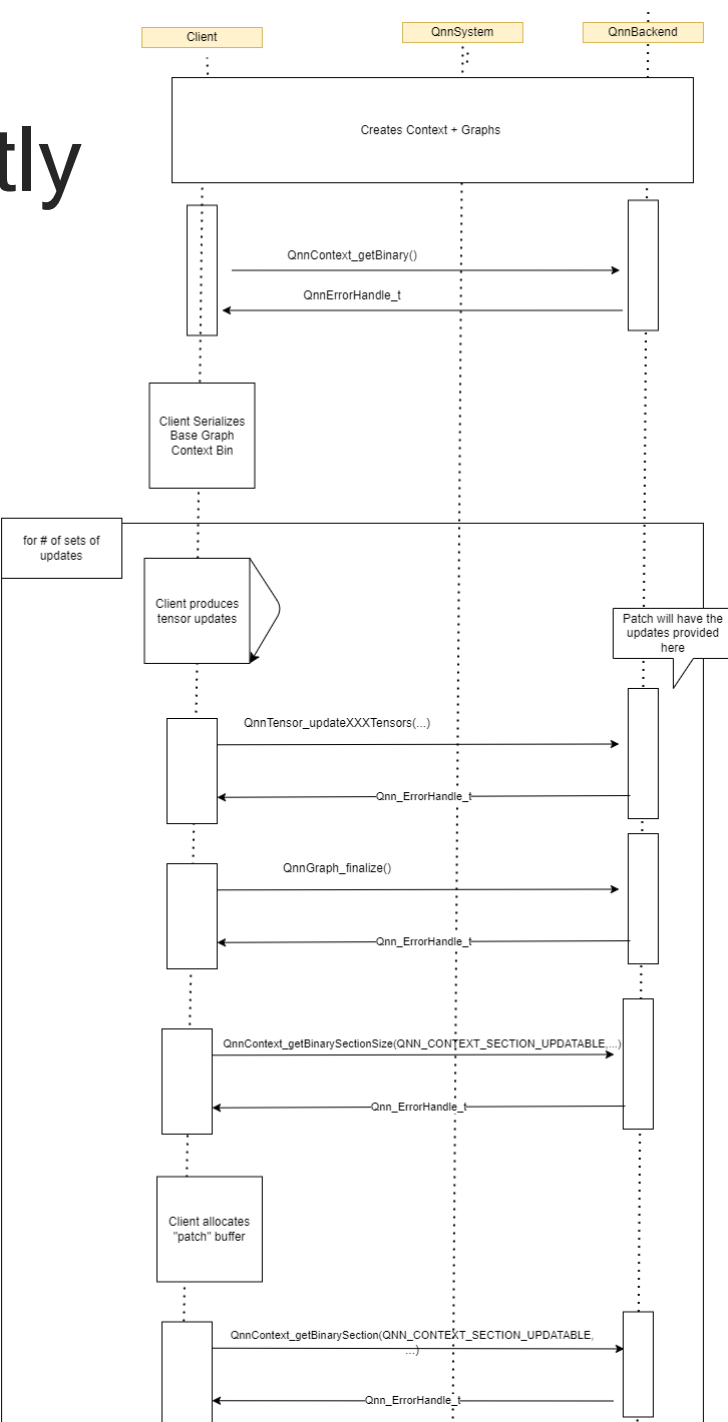 Client
QnnSystem
QnnBackend
Creates Context + Graphs
tly
QnnContext_getBinary()
QnnErrorHandle_t
Client Serializes
Base Graph
Context Bin
for # of sets of
updates
Client produces
tensor updates
Patch will have the
updates provided
here
QnnTensor_updateXXXTensors(...)
Qnn_ErrorHandle_t
QnnGraph_finalize()
Qnn_ErrorHandle_t
QnnContext_getBinarySectionSize(QNN_CONTEXT_SECTION_UPDATABLE,...)
Qnn_ErrorHandle_t
Client allocates
"patch" buffer
QnnContext_getBinarySection(QNN_CONTEXT_SECTION_UPDATABLE,
...)
Qnn_ErrorHandle_t